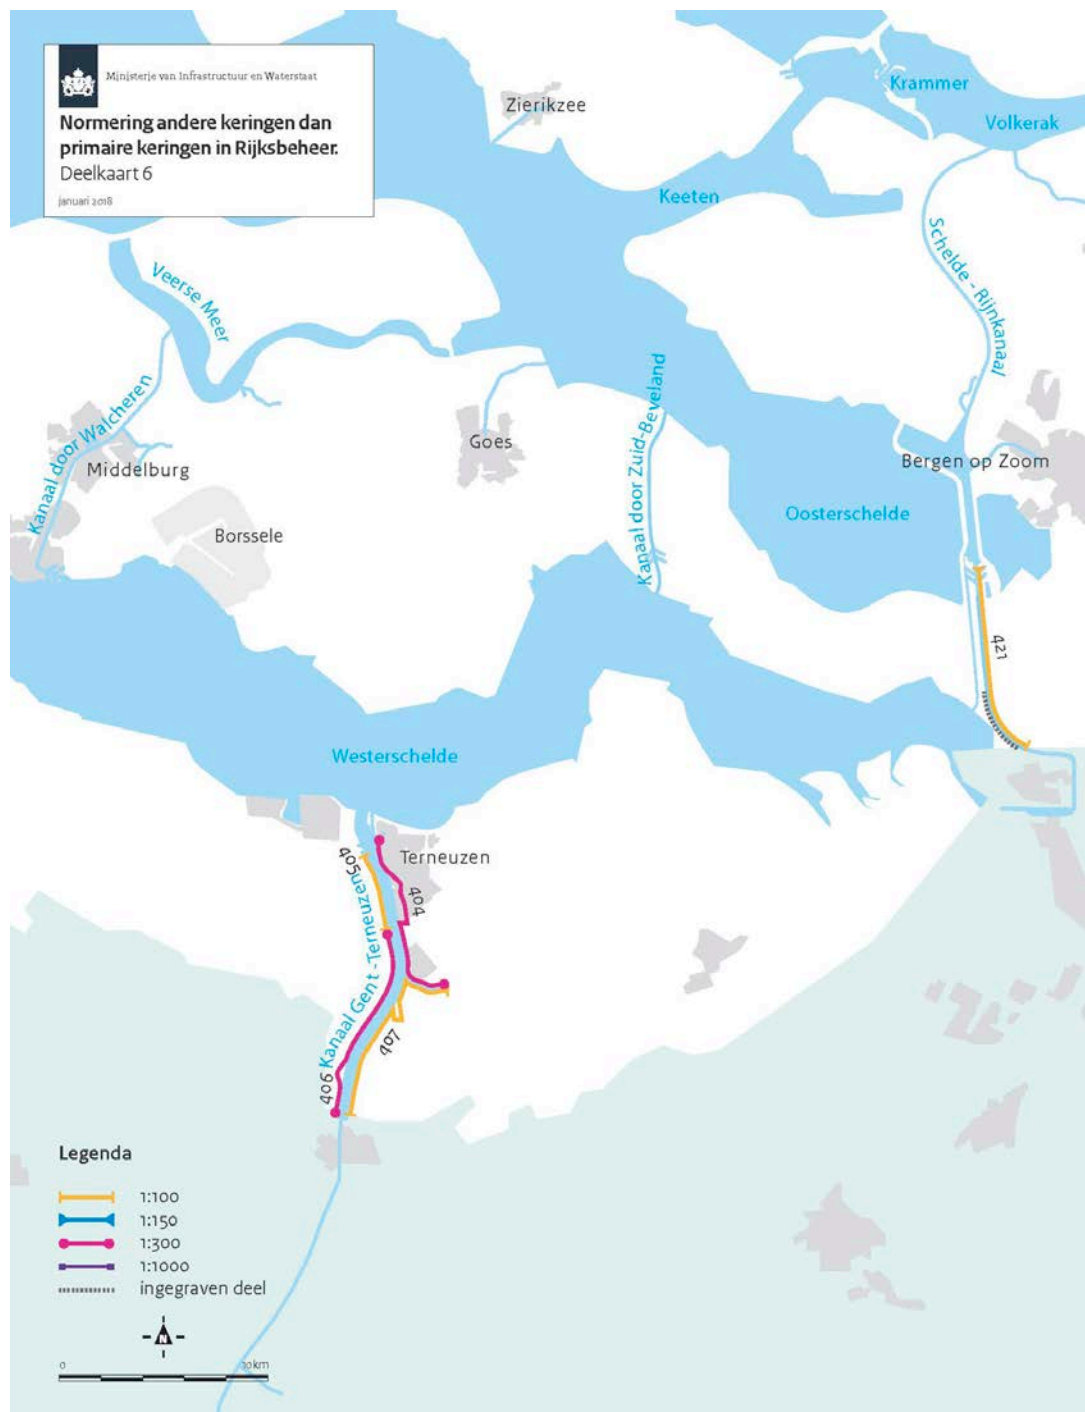 Ministerie van Infrastructuur en Waterstaat
Normering andere keringen dan
primaire keringen in Rijksbeheer.
Deelkaart 6
januari 2018
Zierikzee
Krammer
Volkerak
Keeten
Schelde - Rijnkanaal
Veerse Meer
Kanaal door Walcheren
Middelburg
Goes
Kanaal door Zuid-Beveland
Bergen op Zoom
Oosterschelde
Borssele
421
Westerschelde
Terneuzen
405
404
Kanaal Gent -Terneuzen
407
406
Legenda
1:100
1:150
1:300
1:1000
ingegraven deel
N
0 10km